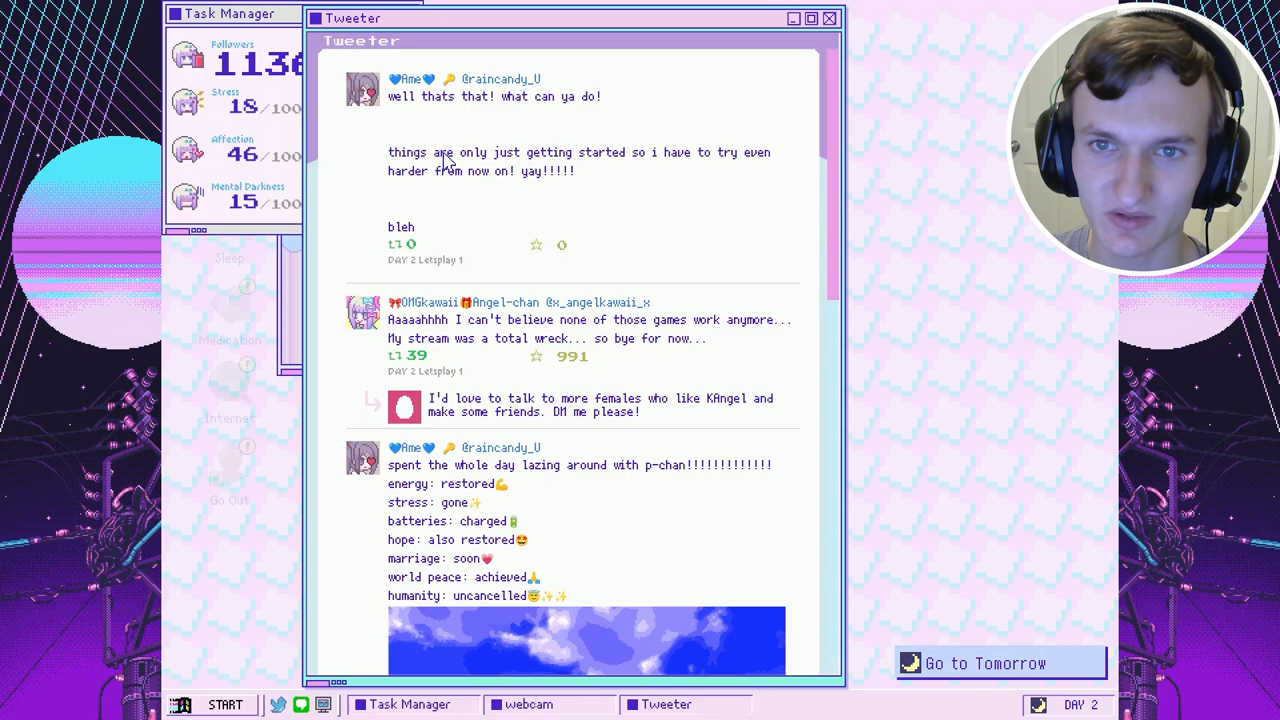 Task Manager
Followers
1136
Stress
18/100
Affection
46/100
Mental Darkness
15/100
Sleep
Medication
Internet
Go Out
Tweeter
Tweeter
💙Ame💙 🔑 @raincandy_U
well thats that! what can ya do!
things are only just getting started so i have to try even
harder from now on! yay!!!!!
bleh
0 ☆ 0
DAY 2 Letsplay 1
🎀OMGkawaii🎁Angel-chan @x_angelkawaii_x
Aaaaahhhh I can't believe none of those games work anymore...
My stream was a total wreck... so bye for now...
39 ☆ 991
DAY 2 Letsplay 1
I'd love to talk to more females who like KAngel and
make some friends. DM me please!
💙Ame💙 🔑 @raincandy_U
spent the whole day lazing around with p-chan!!!!!!!!!!!!!
energy: restored💪
stress: gone✨
batteries: charged🔋
hope: also restored🤩
marriage: soon💗
world peace: achieved🙏
humanity: uncancelled😇✨✨
Go to Tomorrow
START
Task Manager
webcam
Tweeter
DAY 2